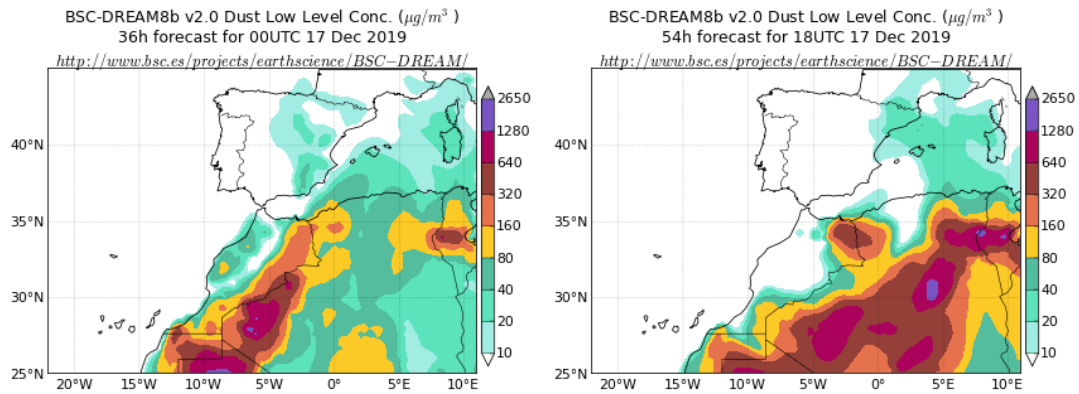 BSC-DREAM8b v2.0 Dust Low Level Conc. (μg/m³ )
36h forecast for 00UTC 17 Dec 2019
http://www.bsc.es/projects/earthscience/BSC−DREAM/
40°N
35°N
30°N
25°N
20°W 15°W 10°W 5°W 0° 5°E 10°E
2650
1280
640
320
160
80
40
20
10
BSC-DREAM8b v2.0 Dust Low Level Conc. (μg/m³ )
54h forecast for 18UTC 17 Dec 2019
http://www.bsc.es/projects/earthscience/BSC−DREAM/
40°N
35°N
30°N
25°N
20°W 15°W 10°W 5°W 0° 5°E 10°E
2650
1280
640
320
160
80
40
20
10